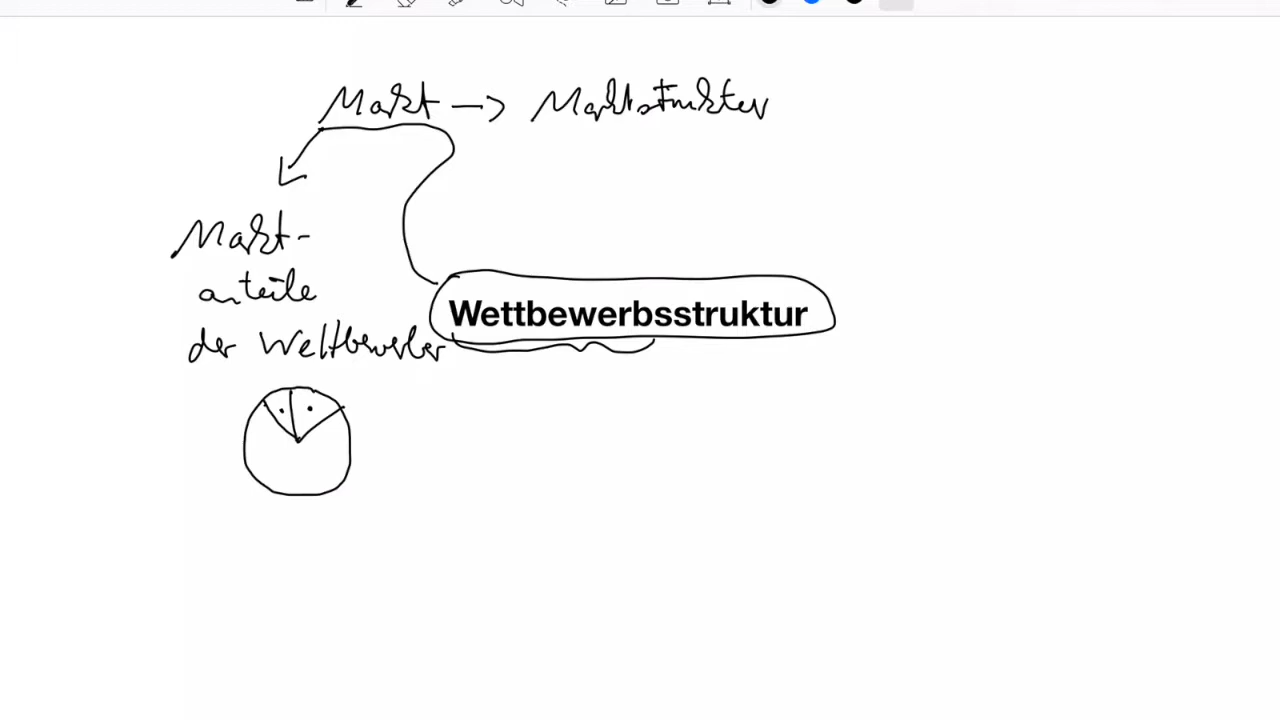 Markt -> Marktstruktur
Markt-
anteile
der Wettbewerber
Wettbewerbsstruktur